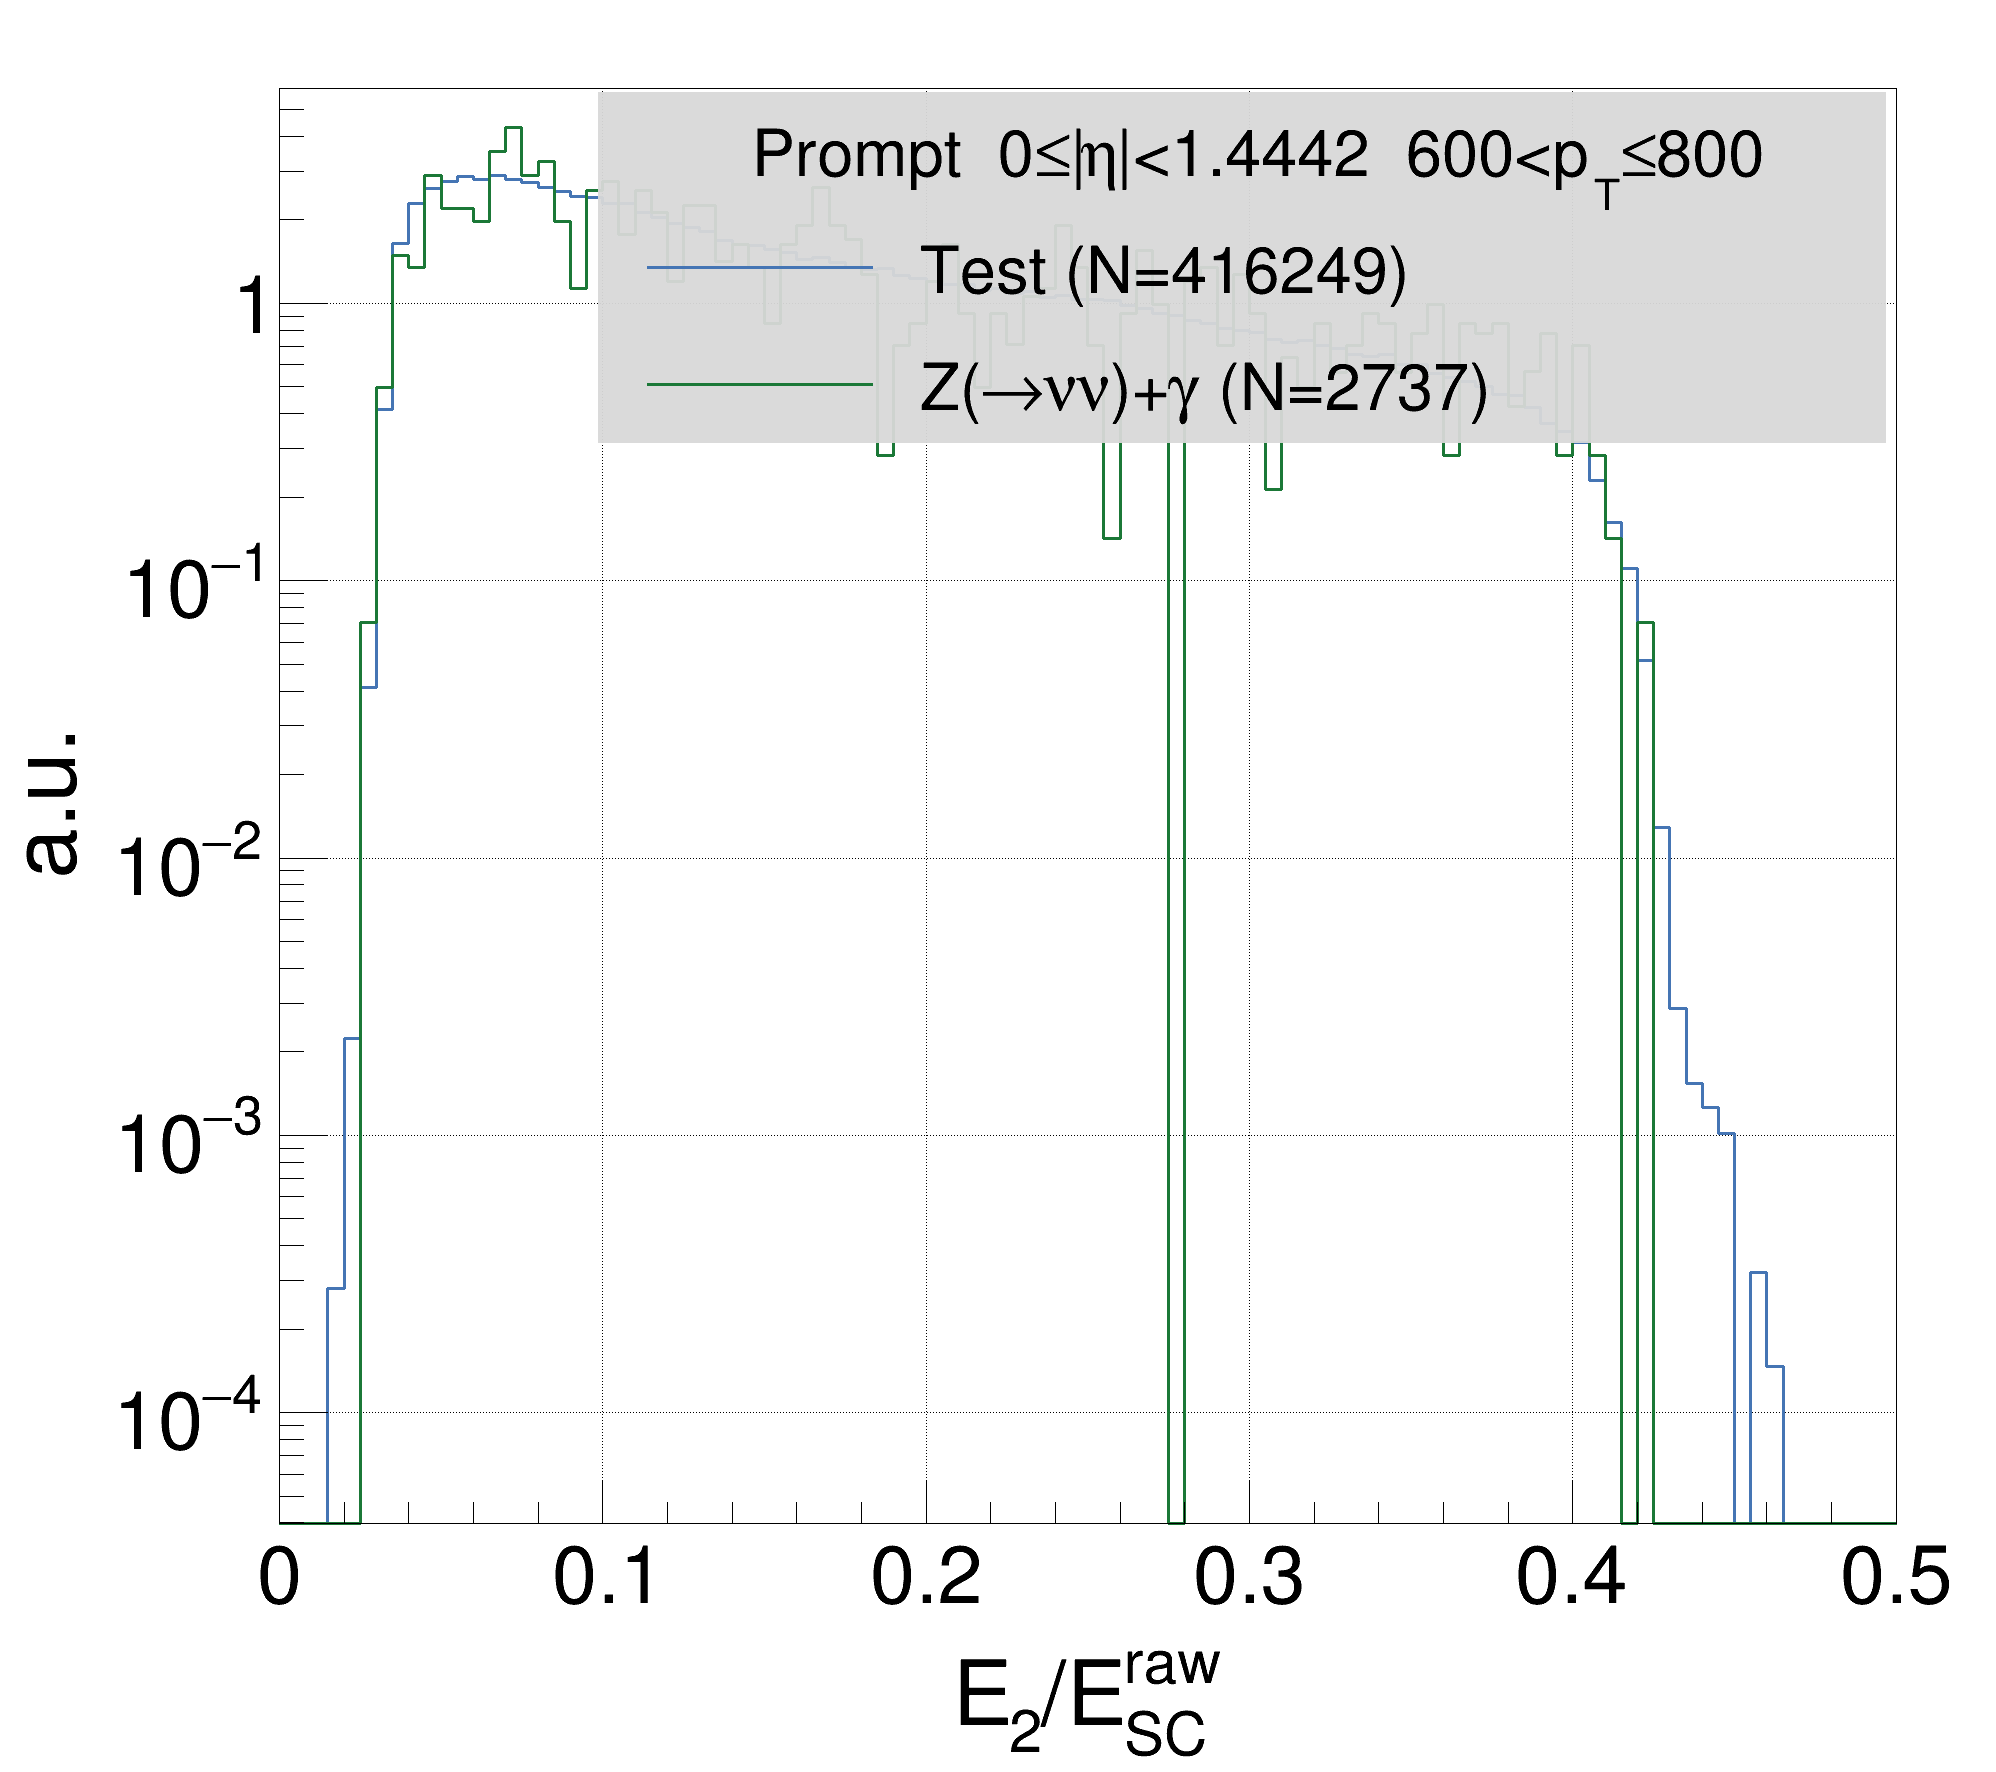 Prompt 0≤|η|<1.4442 600<p_T≤800
Test (N=416249)
Z(→νν)+γ (N=2737)
a.u.
1
10⁻¹
10⁻²
10⁻³
10⁻⁴
0 0.1 0.2 0.3 0.4 0.5
E₂/E_SC^raw